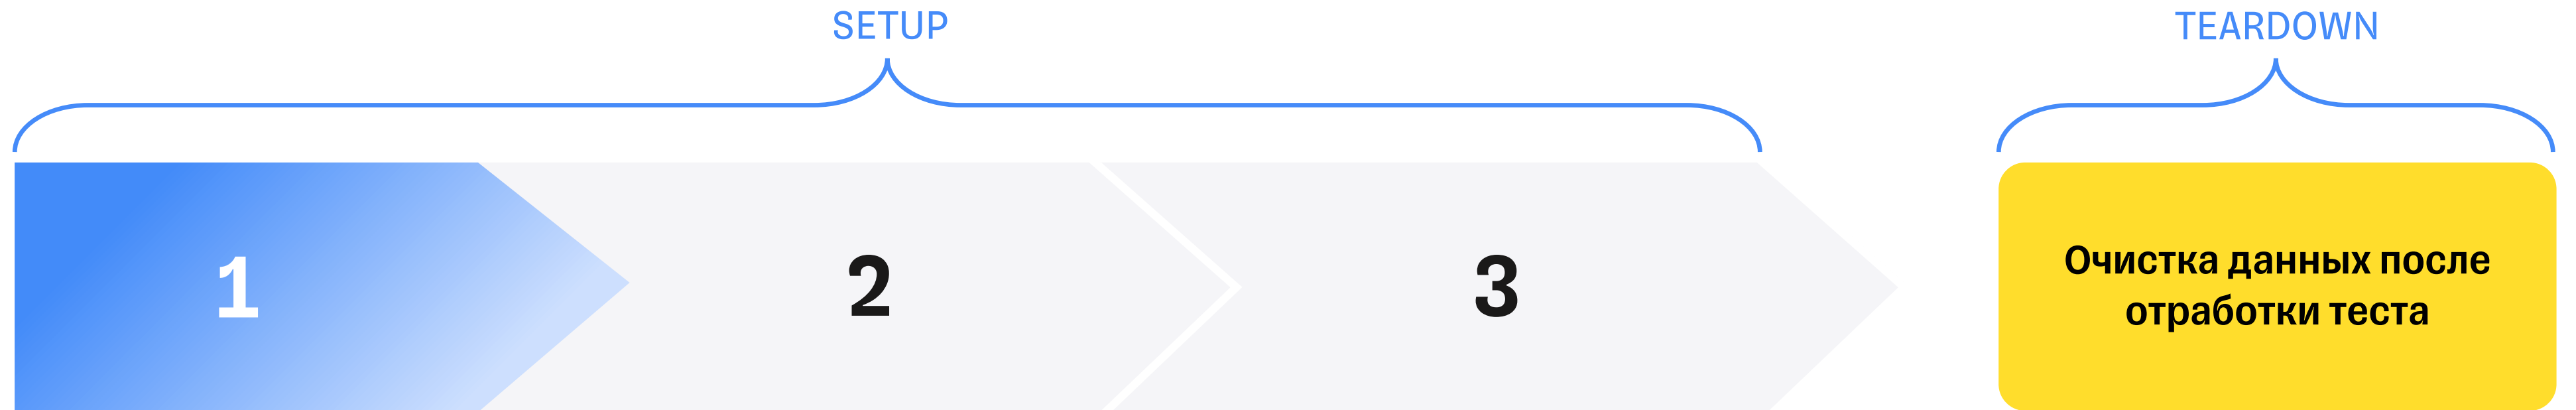 SETUP
TEARDOWN
1
2
3
Очистка данных после
отработки теста